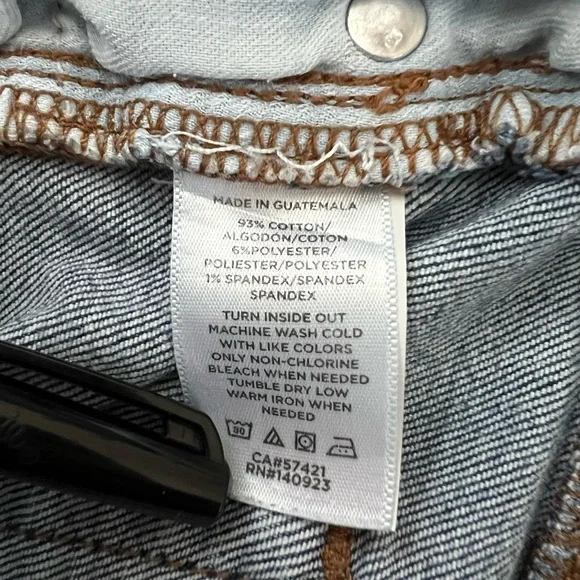 MADE IN GUATEMALA
93% COTTON/
ALGODÓN/COTON
6%POLYESTER/
POLIESTER/POLYESTER
1% SPANDEX/SPANDEX
SPANDEX
TURN INSIDE OUT
MACHINE WASH COLD
WITH LIKE COLORS
ONLY NON-CHLORINE
BLEACH WHEN NEEDED
TUMBLE DRY LOW
WARM IRON WHEN
NEEDED
30
CA#57421
RN#140923